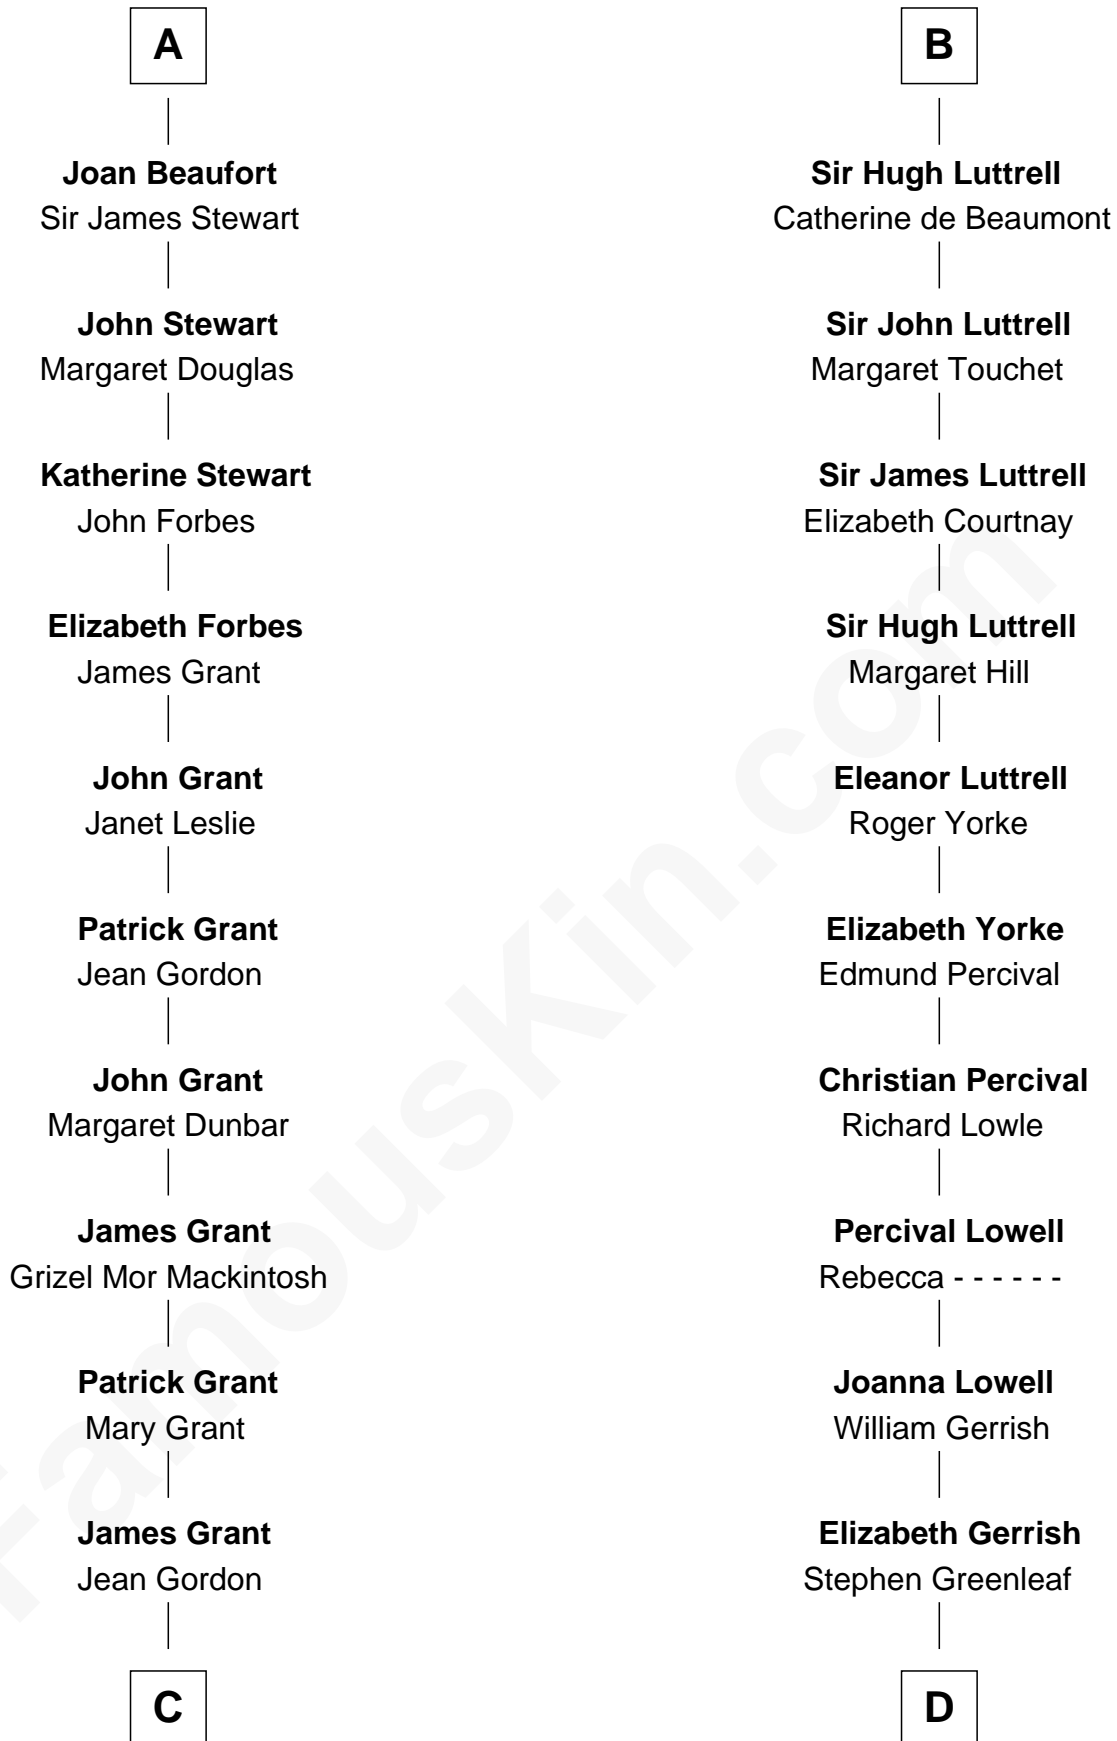 A
Joan Beaufort
Sir James Stewart
John Stewart
Margaret Douglas
Katherine Stewart
John Forbes
Elizabeth Forbes
James Grant
John Grant
Janet Leslie
Patrick Grant
Jean Gordon
John Grant
Margaret Dunbar
James Grant
Grizel Mor Mackintosh
Patrick Grant
Mary Grant
James Grant
Jean Gordon
C
B
Sir Hugh Luttrell
Catherine de Beaumont
Sir John Luttrell
Margaret Touchet
Sir James Luttrell
Elizabeth Courtnay
Sir Hugh Luttrell
Margaret Hill
Eleanor Luttrell
Roger Yorke
Elizabeth Yorke
Edmund Percival
Christian Percival
Richard Lowle
Percival Lowell
Rebecca - - - - - -
Joanna Lowell
William Gerrish
Elizabeth Gerrish
Stephen Greenleaf
D
FamousKin.com